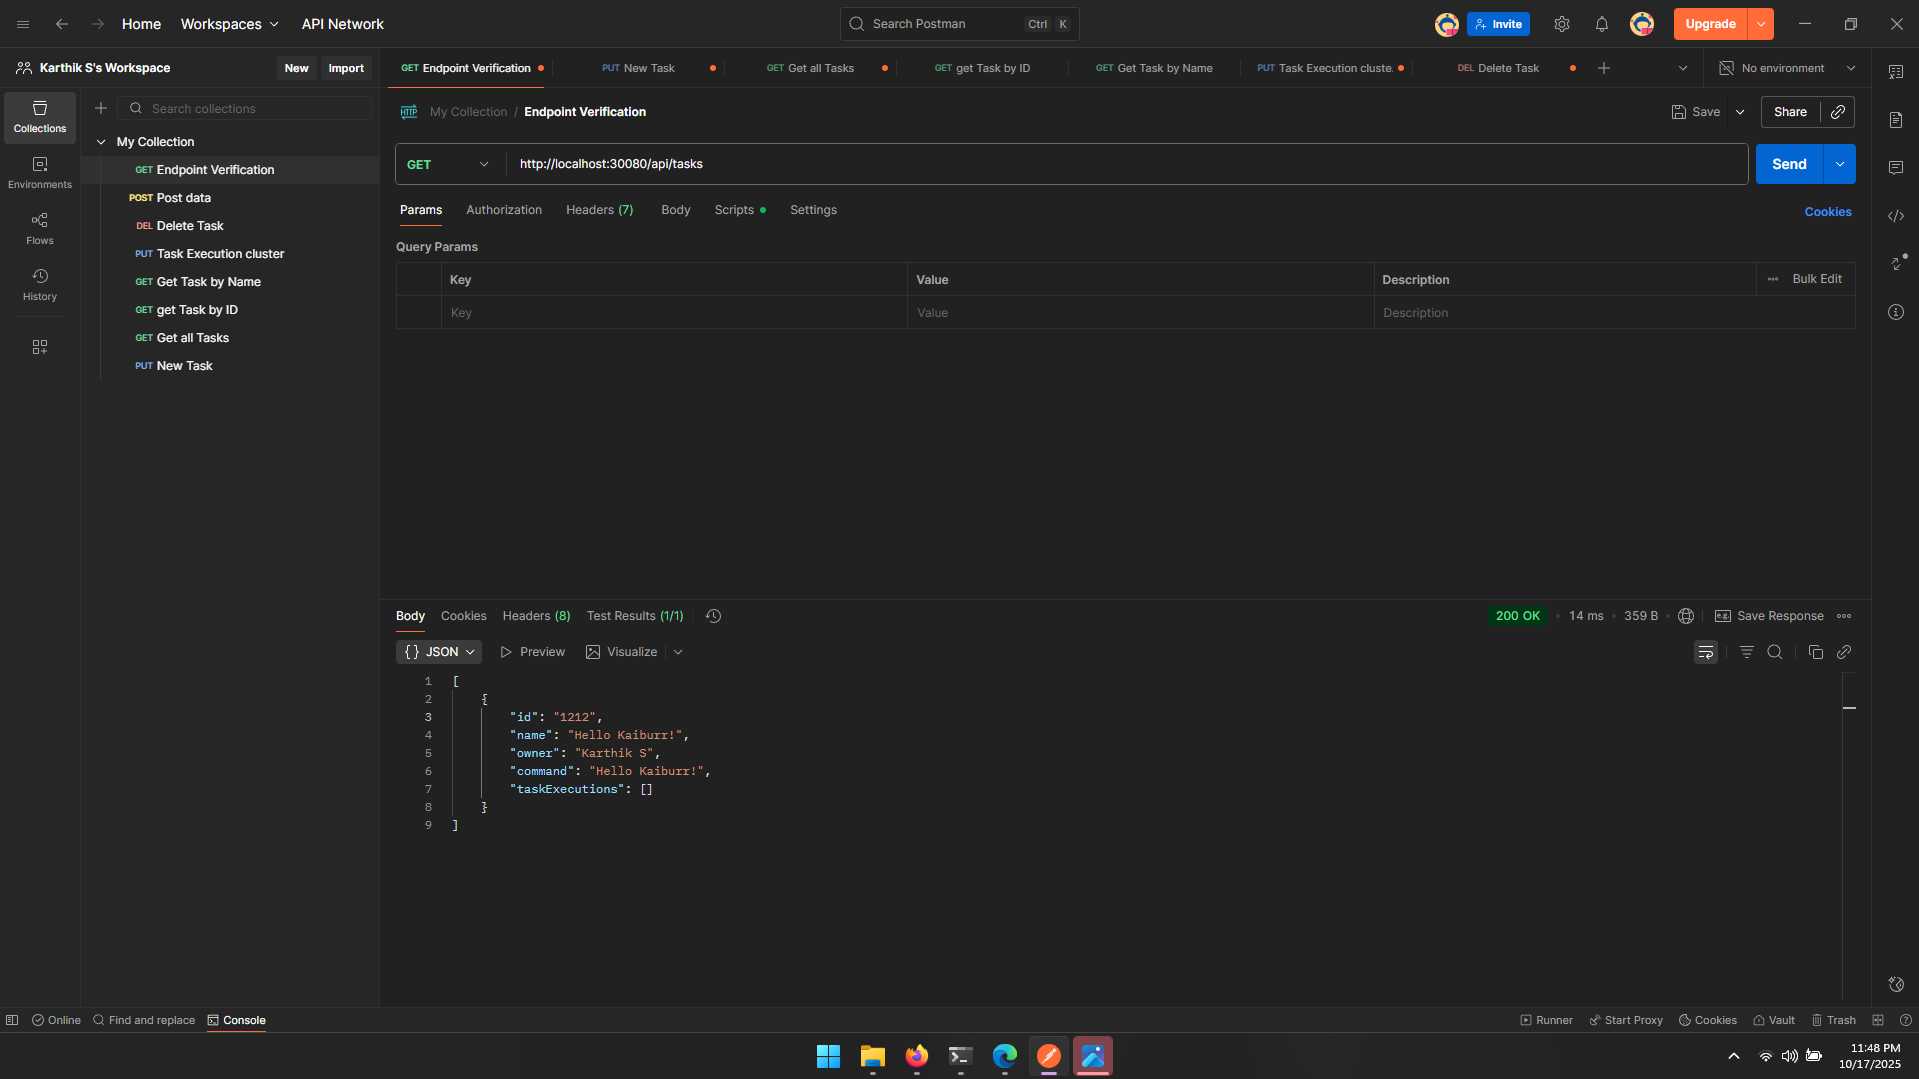 Home Workspaces API Network Search Postman Ctrl K Invite Upgrade
Karthik S's Workspace New Import
GET Endpoint Verification PUT New Task GET Get all Tasks GET get Task by ID GET Get Task by Name PUT Task Execution cluste DEL Delete Task No environment
Collections
Environments
Flows
History
Search collections
My Collection
GET Endpoint Verification
POST Post data
DEL Delete Task
PUT Task Execution cluster
GET Get Task by Name
GET get Task by ID
GET Get all Tasks
PUT New Task
HTTP My Collection / Endpoint Verification Save Share
GET http://localhost:30080/api/tasks Send
Params Authorization Headers (7) Body Scripts Settings Cookies
Query Params
Key Value Description Bulk Edit
Key Value Description
Body Cookies Headers (8) Test Results (1/1) 200 OK 14 ms 359 B e.g. Save Response
{} JSON Preview Visualize
1 [
2 {
3 "id": "1212",
4 "name": "Hello Kaiburr!",
5 "owner": "Karthik S",
6 "command": "Hello Kaiburr!",
7 "taskExecutions": []
8 }
9 ]
Online Find and replace Console Runner Start Proxy Cookies Vault Trash
11:48 PM
10/17/2025